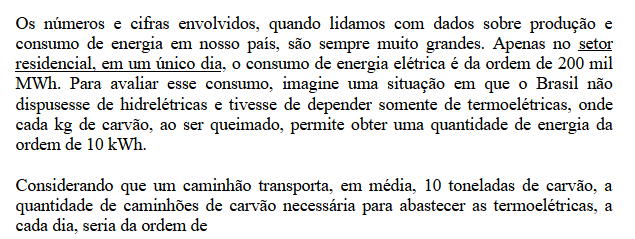 Os números e cifras envolvidos, quando lidamos com dados sobre produção e
consumo de energia em nosso país, são sempre muito grandes. Apenas no setor
residencial, em um único dia, o consumo de energia elétrica é da ordem de 200 mil
MWh. Para avaliar esse consumo, imagine uma situação em que o Brasil não
dispusesse de hidrelétricas e tivesse de depender somente de termoelétricas, onde
cada kg de carvão, ao ser queimado, permite obter uma quantidade de energia da
ordem de 10 kWh.
Considerando que um caminhão transporta, em média, 10 toneladas de carvão, a
quantidade de caminhões de carvão necessária para abastecer as termoelétricas, a
cada dia, seria da ordem de